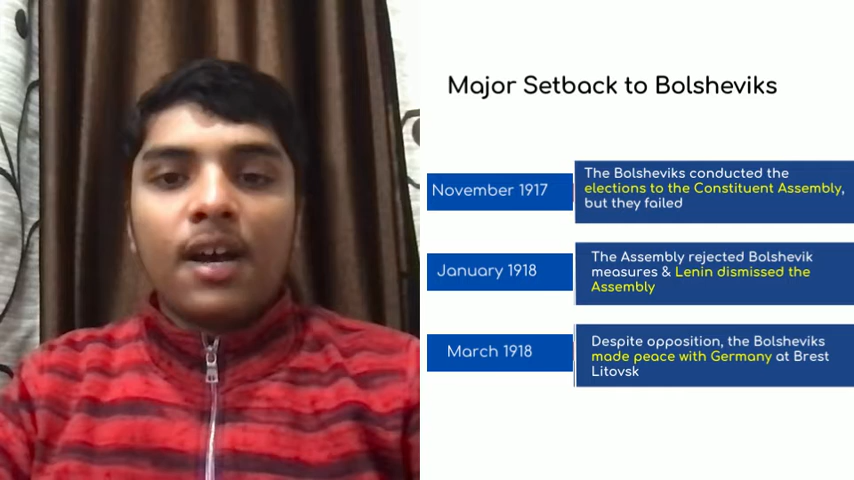 Major Setback to Bolsheviks
November 1917
The Bolsheviks conducted the
elections to the Constituent Assembly,
but they failed
January 1918
The Assembly rejected Bolshevik
measures & Lenin dismissed the
Assembly
March 1918
Despite opposition, the Bolsheviks
made peace with Germany at Brest
Litovsk